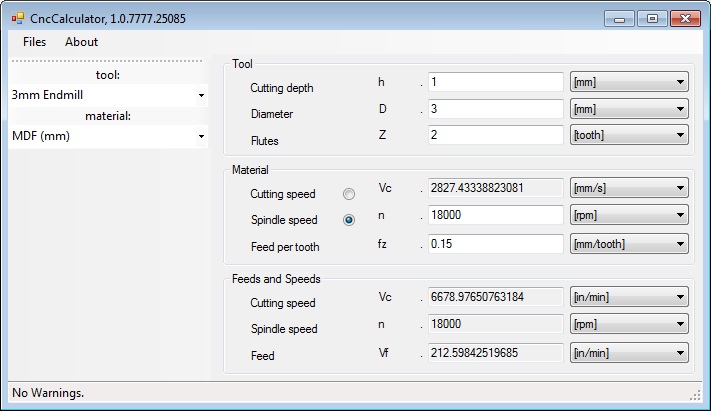 CncCalculator, 1.0.7777.25085
Files About
tool:
3mm Endmill
material:
MDF (mm)
Tool
Cutting depth h . 1 [mm]
Diameter D . 3 [mm]
Flutes Z . 2 [tooth]
Material
Cutting speed Vc . 2827.43338823081 [mm/s]
Spindle speed n . 18000 [rpm]
Feed per tooth fz . 0.15 [mm/tooth]
Feeds and Speeds
Cutting speed Vc . 6678.97650763184 [in/min]
Spindle speed n . 18000 [rpm]
Feed Vf . 212.59842519685 [in/min]
No Warnings.